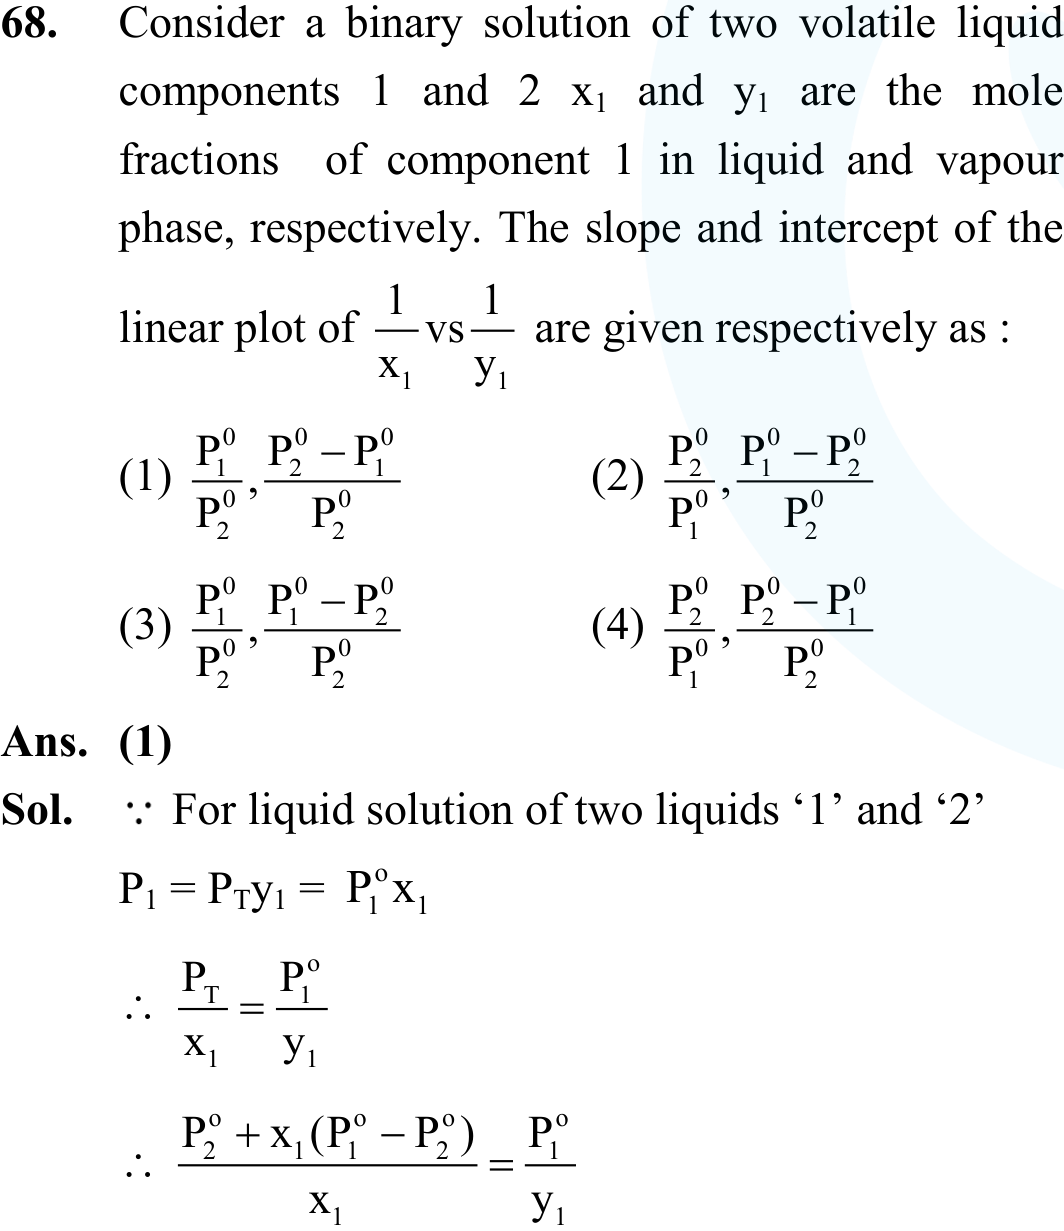 68. Consider a binary solution of two volatile liquid
components 1 and 2 x₁ and y₁ are the mole
fractions of component 1 in liquid and vapour
phase, respectively. The slope and intercept of the
linear plot of \frac{1}{x_1} vs \frac{1}{y_1} are given respectively as :
(1) \frac{P_1^0}{P_2^0}, \frac{P_2^0 - P_1^0}{P_2^0} (2) \frac{P_2^0}{P_1^0}, \frac{P_1^0 - P_2^0}{P_2^0}
(3) \frac{P_1^0}{P_2^0}, \frac{P_1^0 - P_2^0}{P_2^0} (4) \frac{P_2^0}{P_1^0}, \frac{P_2^0 - P_1^0}{P_2^0}
Ans. (1)
Sol. ∵ For liquid solution of two liquids ‘1’ and ‘2’
P_1 = P_T y_1 = P_1^o x_1
∴ \frac{P_T}{x_1} = \frac{P_1^o}{y_1}
∴ \frac{P_2^o + x_1(P_1^o - P_2^o)}{x_1} = \frac{P_1^o}{y_1}